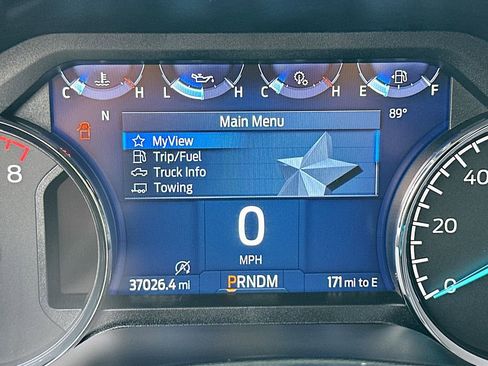 C H L H C H E F
N 89°
Main Menu
MyView
Trip/Fuel
Truck Info
Towing
8
40
20
0
0
MPH
37026.4 mi PRNDM 171 mi to E